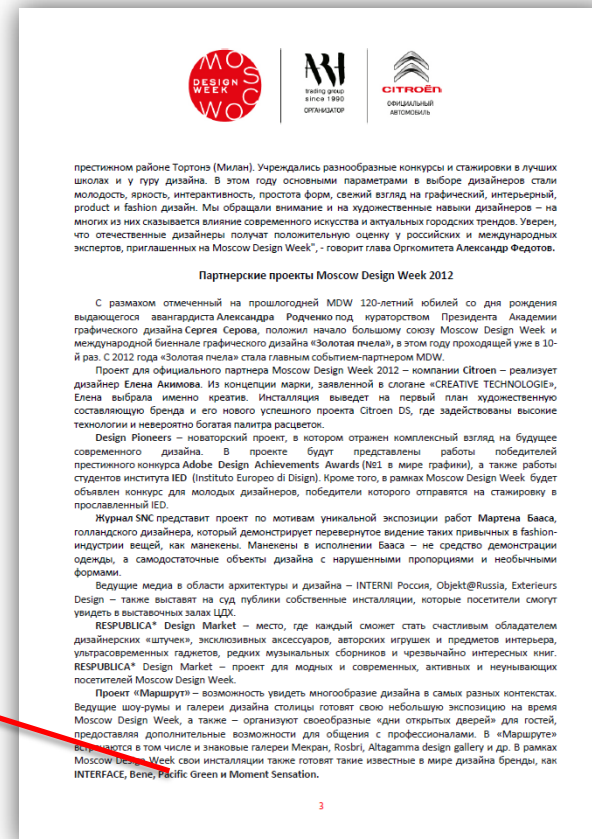 MOSCOW
DESIGN
WEEK
ARH
trading group
since 1990
ОРГАНИЗАТОР
CITROËN
ОФИЦИАЛЬНЫЙ
АВТОМОБИЛЬ
престижном районе Тортонэ (Милан). Учреждались разнообразные конкурсы и стажировки в лучших
школах и у гуру дизайна. В этом году основными параметрами в выборе дизайнеров стали
молодость, яркость, интерактивность, простота форм, свежий взгляд на графический, интерьерный,
product и fashion дизайн. Мы обращали внимание и на художественные навыки дизайнеров – на
многих из них сказывается влияние современного искусства и актуальных городских трендов. Уверен,
что отечественные дизайнеры получат положительную оценку у российских и международных
экспертов, приглашенных на Moscow Design Week", - говорит глава Оргкомитета Александр Федотов.
Партнерские проекты Moscow Design Week 2012
С размахом отмеченный на прошлогодней MDW 120-летний юбилей со дня рождения
выдающегося авангардиста Александра Родченко под кураторством Президента Академии
графического дизайна Сергея Серова, положил начало большому союзу Moscow Design Week и
международной биеннале графического дизайна «Золотая пчела», в этом году проходящей уже в 10-
й раз. С 2012 года «Золотая пчела» стала главным событием-партнером MDW.
Проект для официального партнера Moscow Design Week 2012 – компании Citroen – реализует
дизайнер Елена Акимова. Из концепции марки, заявленной в слогане «CREATIVE TECHNOLOGIE»,
Елена выбрала именно креатив. Инсталляция выведет на первый план художественную
составляющую бренда и его нового успешного проекта Citroen DS, где задействованы высокие
технологии и невероятно богатая палитра расцветок.
Design Pioneers – новаторский проект, в котором отражен комплексный взгляд на будущее
современного дизайна. В проекте будут представлены работы победителей
престижного конкурса Adobe Design Achievements Awards (№1 в мире графики), а также работы
студентов института IED (Instituto Europeo di Disign). Кроме того, в рамках Moscow Design Week будет
объявлен конкурс для молодых дизайнеров, победители которого отправятся на стажировку в
прославленный IED.
Журнал SNC представит проект по мотивам уникальной экспозиции работ Мартена Бааса,
голландского дизайнера, который демонстрирует перевернутое видение таких привычных в fashion-
индустрии вещей, как манекены. Манекены в исполнении Бааса – не средство демонстрации
одежды, а самодостаточные объекты дизайна с нарушенными пропорциями и необычными
формами.
Ведущие медиа в области архитектуры и дизайна – INTERNI Россия, Objekt@Russia, Exterieurs
Design – также выставят на суд публики собственные инсталляции, которые посетители смогут
увидеть в выставочных залах ЦДХ.
RESPUBLICA* Design Market – место, где каждый сможет стать счастливым обладателем
дизайнерских «штучек», эксклюзивных аксессуаров, авторских игрушек и предметов интерьера,
ультрасовременных гаджетов, редких музыкальных сборников и чрезвычайно интересных книг.
RESPUBLICA* Design Market – проект для модных и современных, активных и неунывающих
посетителей Moscow Design Week.
Проект «Маршрут» – возможность увидеть многообразие дизайна в самых разных контекстах.
Ведущие шоу-румы и галереи дизайна столицы готовят свою небольшую экспозицию на время
Moscow Design Week, а также – организуют своеобразные «дни открытых дверей» для гостей,
предоставляя дополнительные возможности для общения с профессионалами. В «Маршруте»
встречаются в том числе и знаковые галереи Мекран, Rosbri, Altagamma design gallery и др. В рамках
Moscow Design Week свои инсталляции также готовят такие известные в мире дизайна бренды, как
INTERFACE, Bene, Pacific Green и Moment Sensation.
3